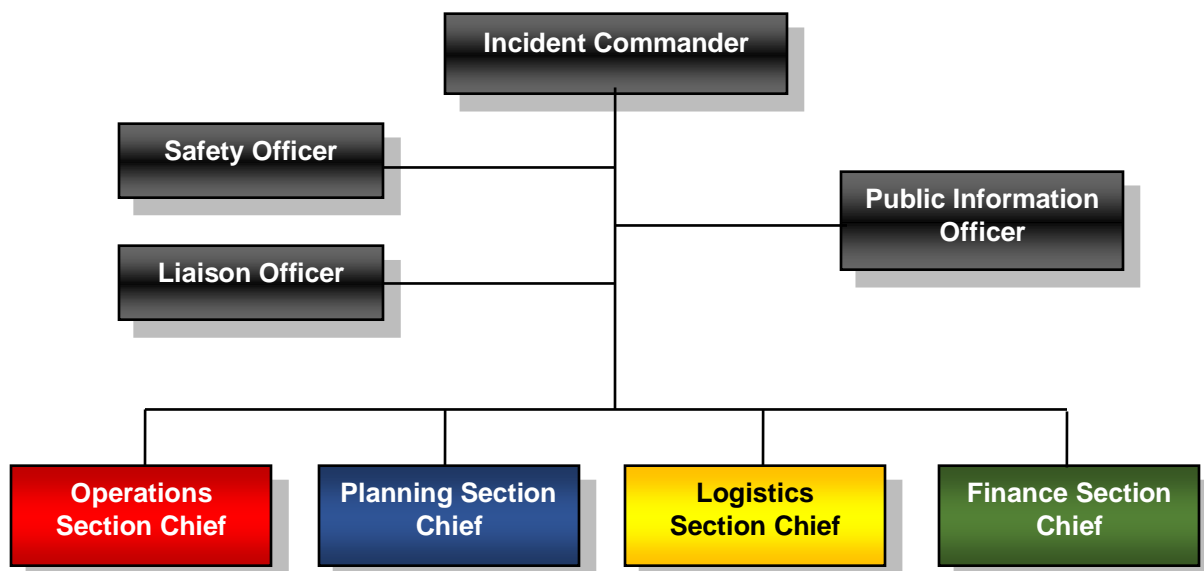 Incident Commander
Safety Officer
Public Information
Officer
Liaison Officer
Operations
Section Chief
Planning Section
Chief
Logistics
Section Chief
Finance Section
Chief